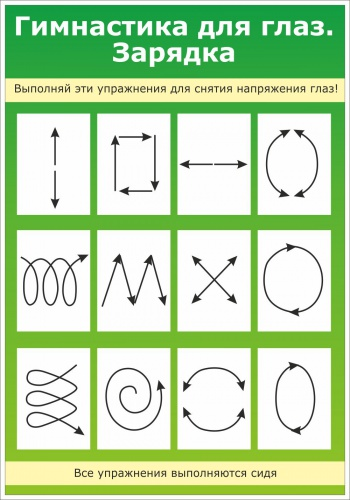 Гимнастика для глаз.
Зарядка
Выполняй эти упражнения для снятия напряжения глаз!
Все упражнения выполняются сидя